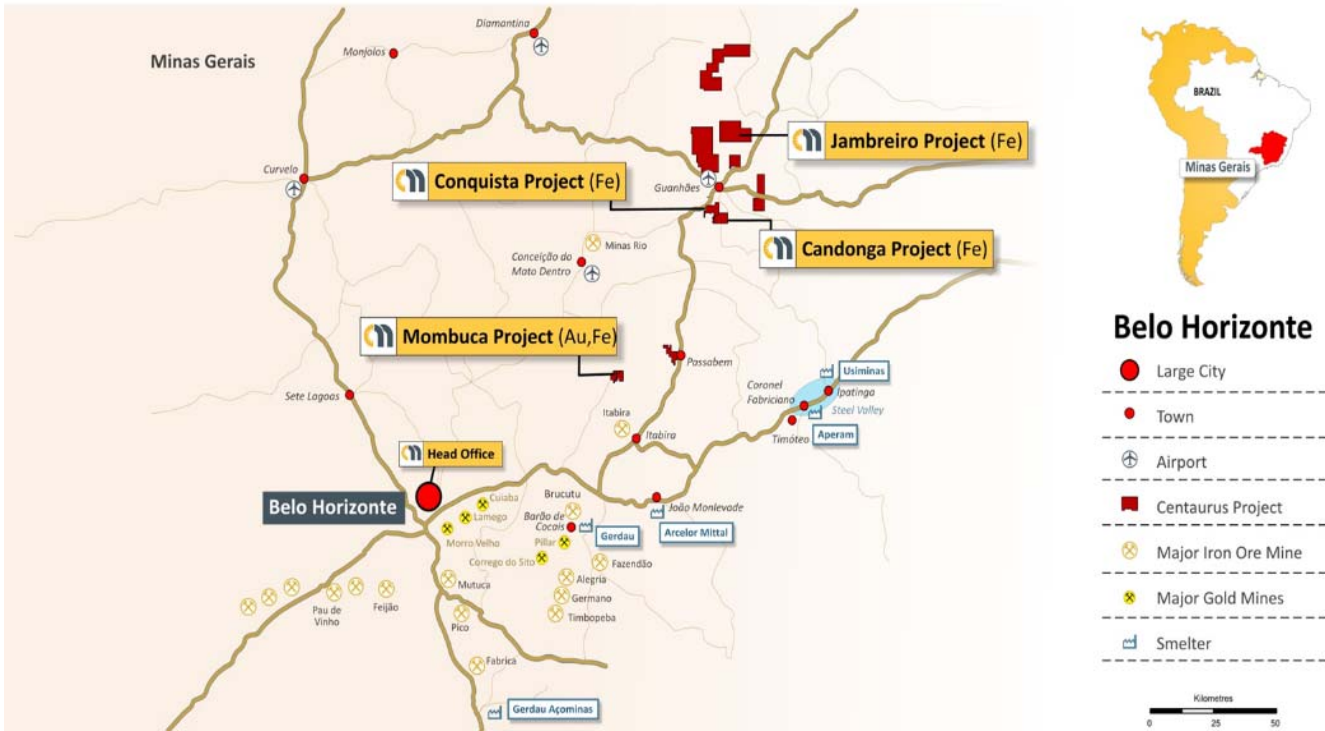 Minas Gerais
Diamantina
Monjolos
Jambreiro Project (Fe)
Curvelo
Conquista Project (Fe)
Guanhães
Candonga Project (Fe)
Minas Rio
Conceição do
Mato Dentro
Mombuca Project (Au,Fe)
Passabem
Usiminas
Coronel
Fabriciano
Ipatinga
Steel Valley
Sete Lagoas
Timóteo
Aperam
Itabira
Itabira
Head Office
Belo Horizonte
Cuiaba
Lamego
Morro Velho
Brucutu
Barão de
Cocais
Gerdau
João Monlevade
Arcelor Mittal
Pillar
Corrego do Sito
Fazendão
Alegria
Germano
Timbopeba
Mutuca
Pau de
Vinho
Feijão
Pico
Fabrica
Gerdau Açominas
BRAZIL
Minas Gerais
Belo Horizonte
Large City
Town
Airport
Centaurus Project
Major Iron Ore Mine
Major Gold Mines
Smelter
Kilometres
0 25 50